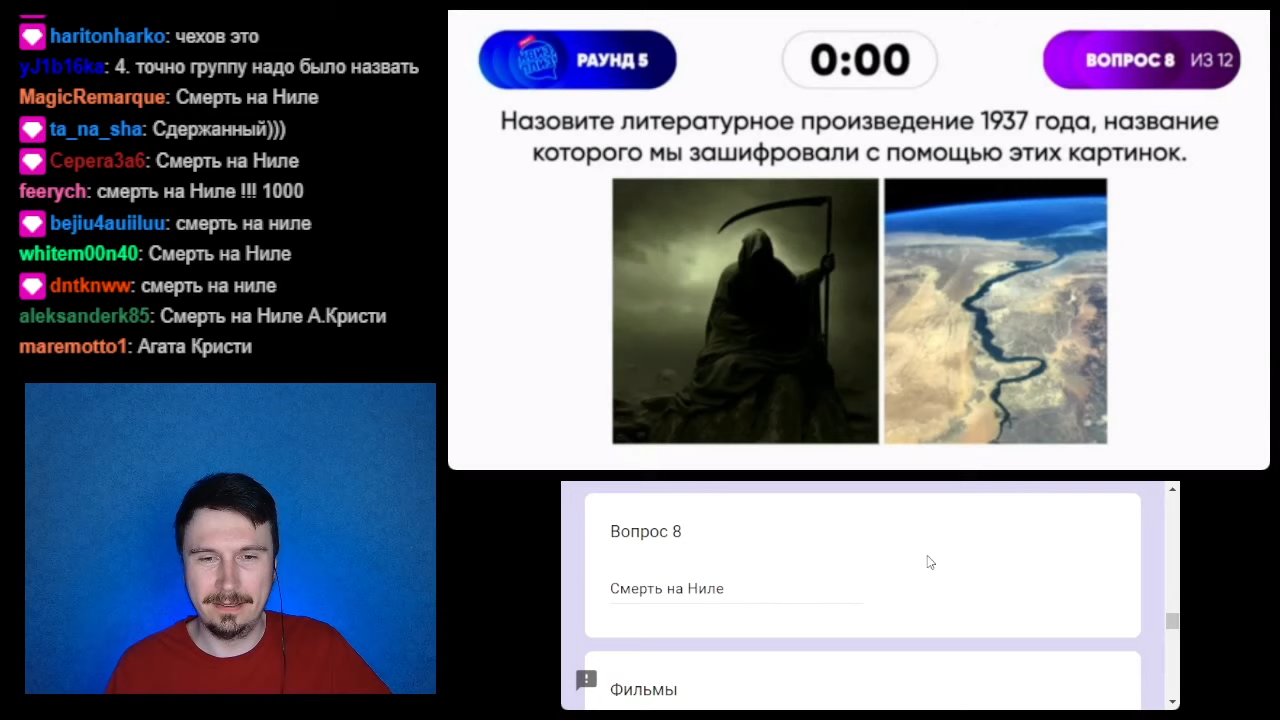 haritonharko: чехов это
yJ1b16ka: 4. точно группу надо было назвать
MagicRemarque: Смерть на Ниле
ta_na_sha: Сдержанный)))
Cepera3a6: Смерть на Ниле
feerych: смерть на Ниле !!! 1000
bejiu4auiiluu: смерть на ниле
whitem00n40: Смерть на Ниле
dntknww: смерть на ниле
aleksanderk85: Смерть на Ниле А.Кристи
maremotto1: Агата Кристи
РАУНД 5
0:00
ВОПРОС 8 ИЗ 12
Назовите литературное произведение 1937 года, название
которого мы зашифровали с помощью этих картинок.
Вопрос 8
Смерть на Ниле
Фильмы